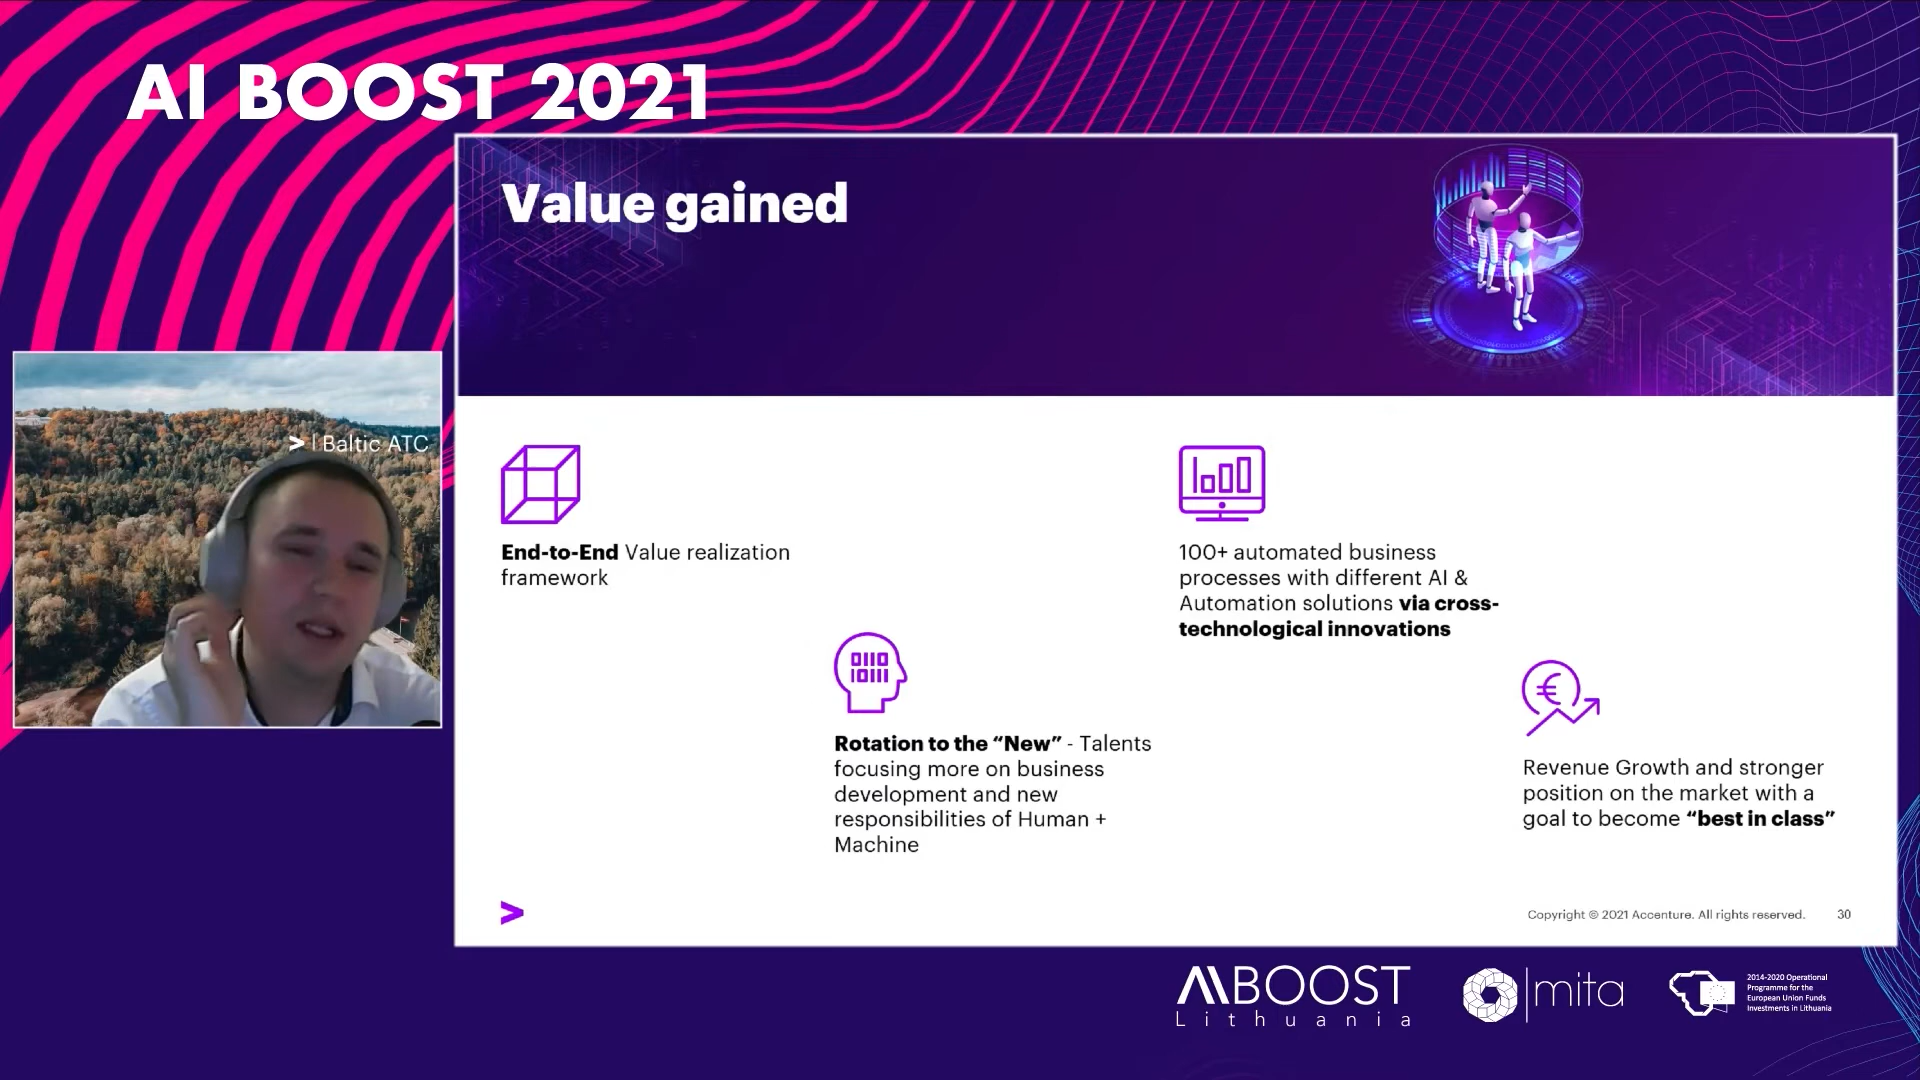 AI BOOST 2021
Value gained
> | Baltic ATC
End-to-End Value realization
framework
100+ automated business
processes with different AI &
Automation solutions via cross-
technological innovations
0110
10111
Rotation to the “New” - Talents
focusing more on business
development and new
responsibilities of Human +
Machine
€
Revenue Growth and stronger
position on the market with a
goal to become “best in class”
>
Copyright © 2021 Accenture. All rights reserved. 30
AI BOOST
Lithuania
mita
2014-2020 Operational
Programme for the
European Union Funds
Investments in Lithuania